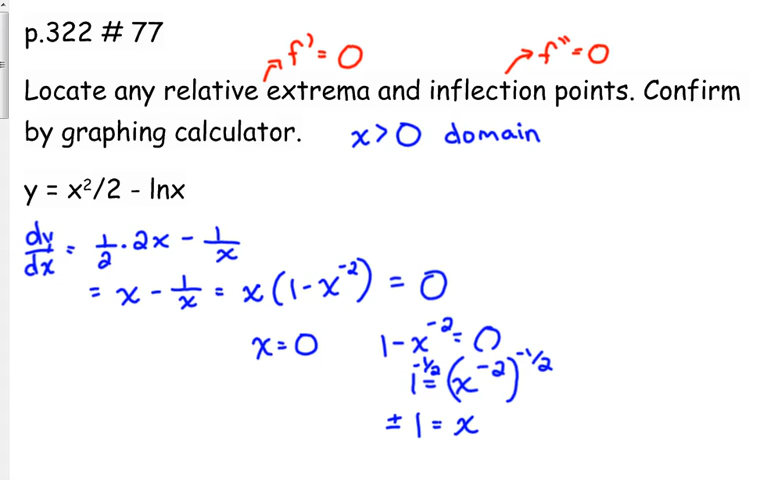 p.322 # 77
f' = 0
f'' = 0
Locate any relative extrema and inflection points. Confirm
by graphing calculator. x > 0 domain
y = x²/2 - lnx
dy/dx = 1/2 · 2x - 1/x
= x - 1/x = x(1 - x⁻²) = 0
x = 0 1 - x⁻² = 0
1^(-1/2) = (x⁻²)^(-1/2)
± 1 = x